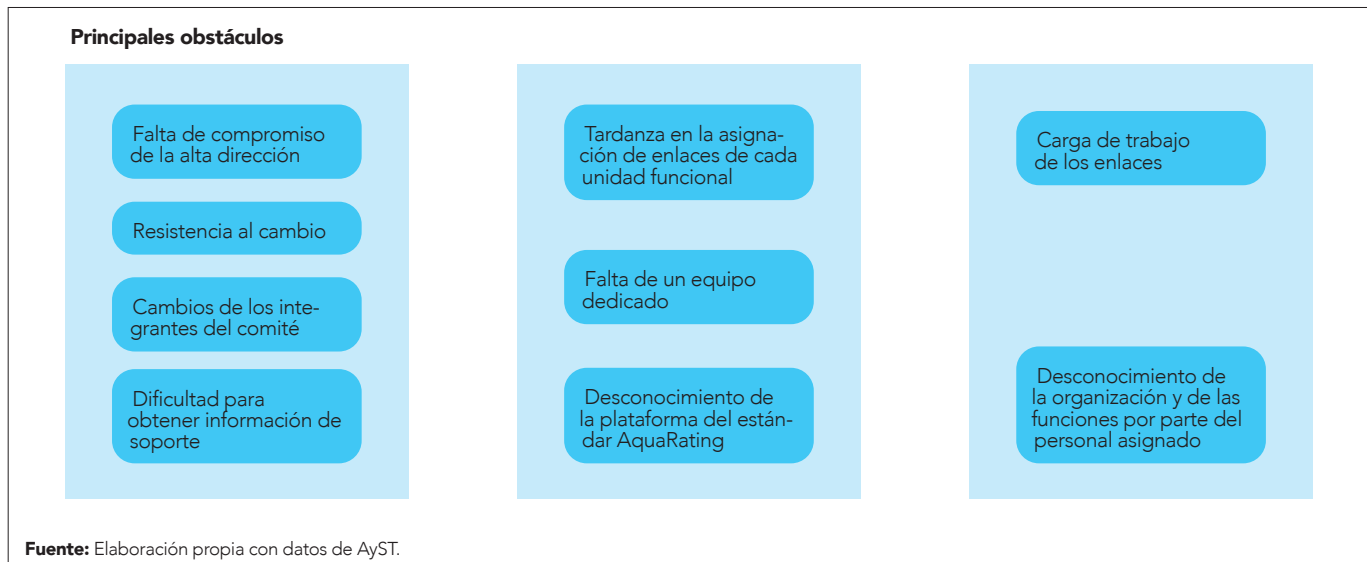 Principales obstáculos
Falta de compromiso
de la alta dirección
Resistencia al cambio
Cambios de los inte-
grantes del comité
Dificultad para
obtener información de
soporte
Tardanza en la asigna-
ción de enlaces de cada
unidad funcional
Falta de un equipo
dedicado
Desconocimiento de
la plataforma del están-
dar AquaRating
Carga de trabajo
de los enlaces
Desconocimiento de
la organización y de las
funciones por parte del
personal asignado
Fuente: Elaboración propia con datos de AyST.